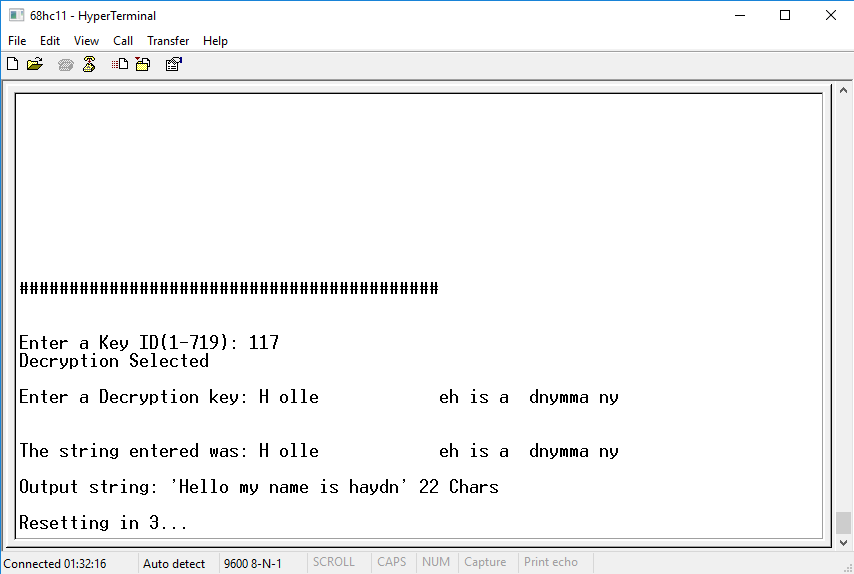 68hc11 - HyperTerminal
File Edit View Call Transfer Help
##########################################
Enter a Key ID(1-719): 117
Decryption Selected
Enter a Decryption key: H olle            eh is a  dnymma ny
The string entered was: H olle            eh is a  dnymma ny
Output string: 'Hello my name is haydn' 22 Chars
Resetting in 3...
Connected 01:32:16 Auto detect 9600 8-N-1 SCROLL CAPS NUM Capture Print echo